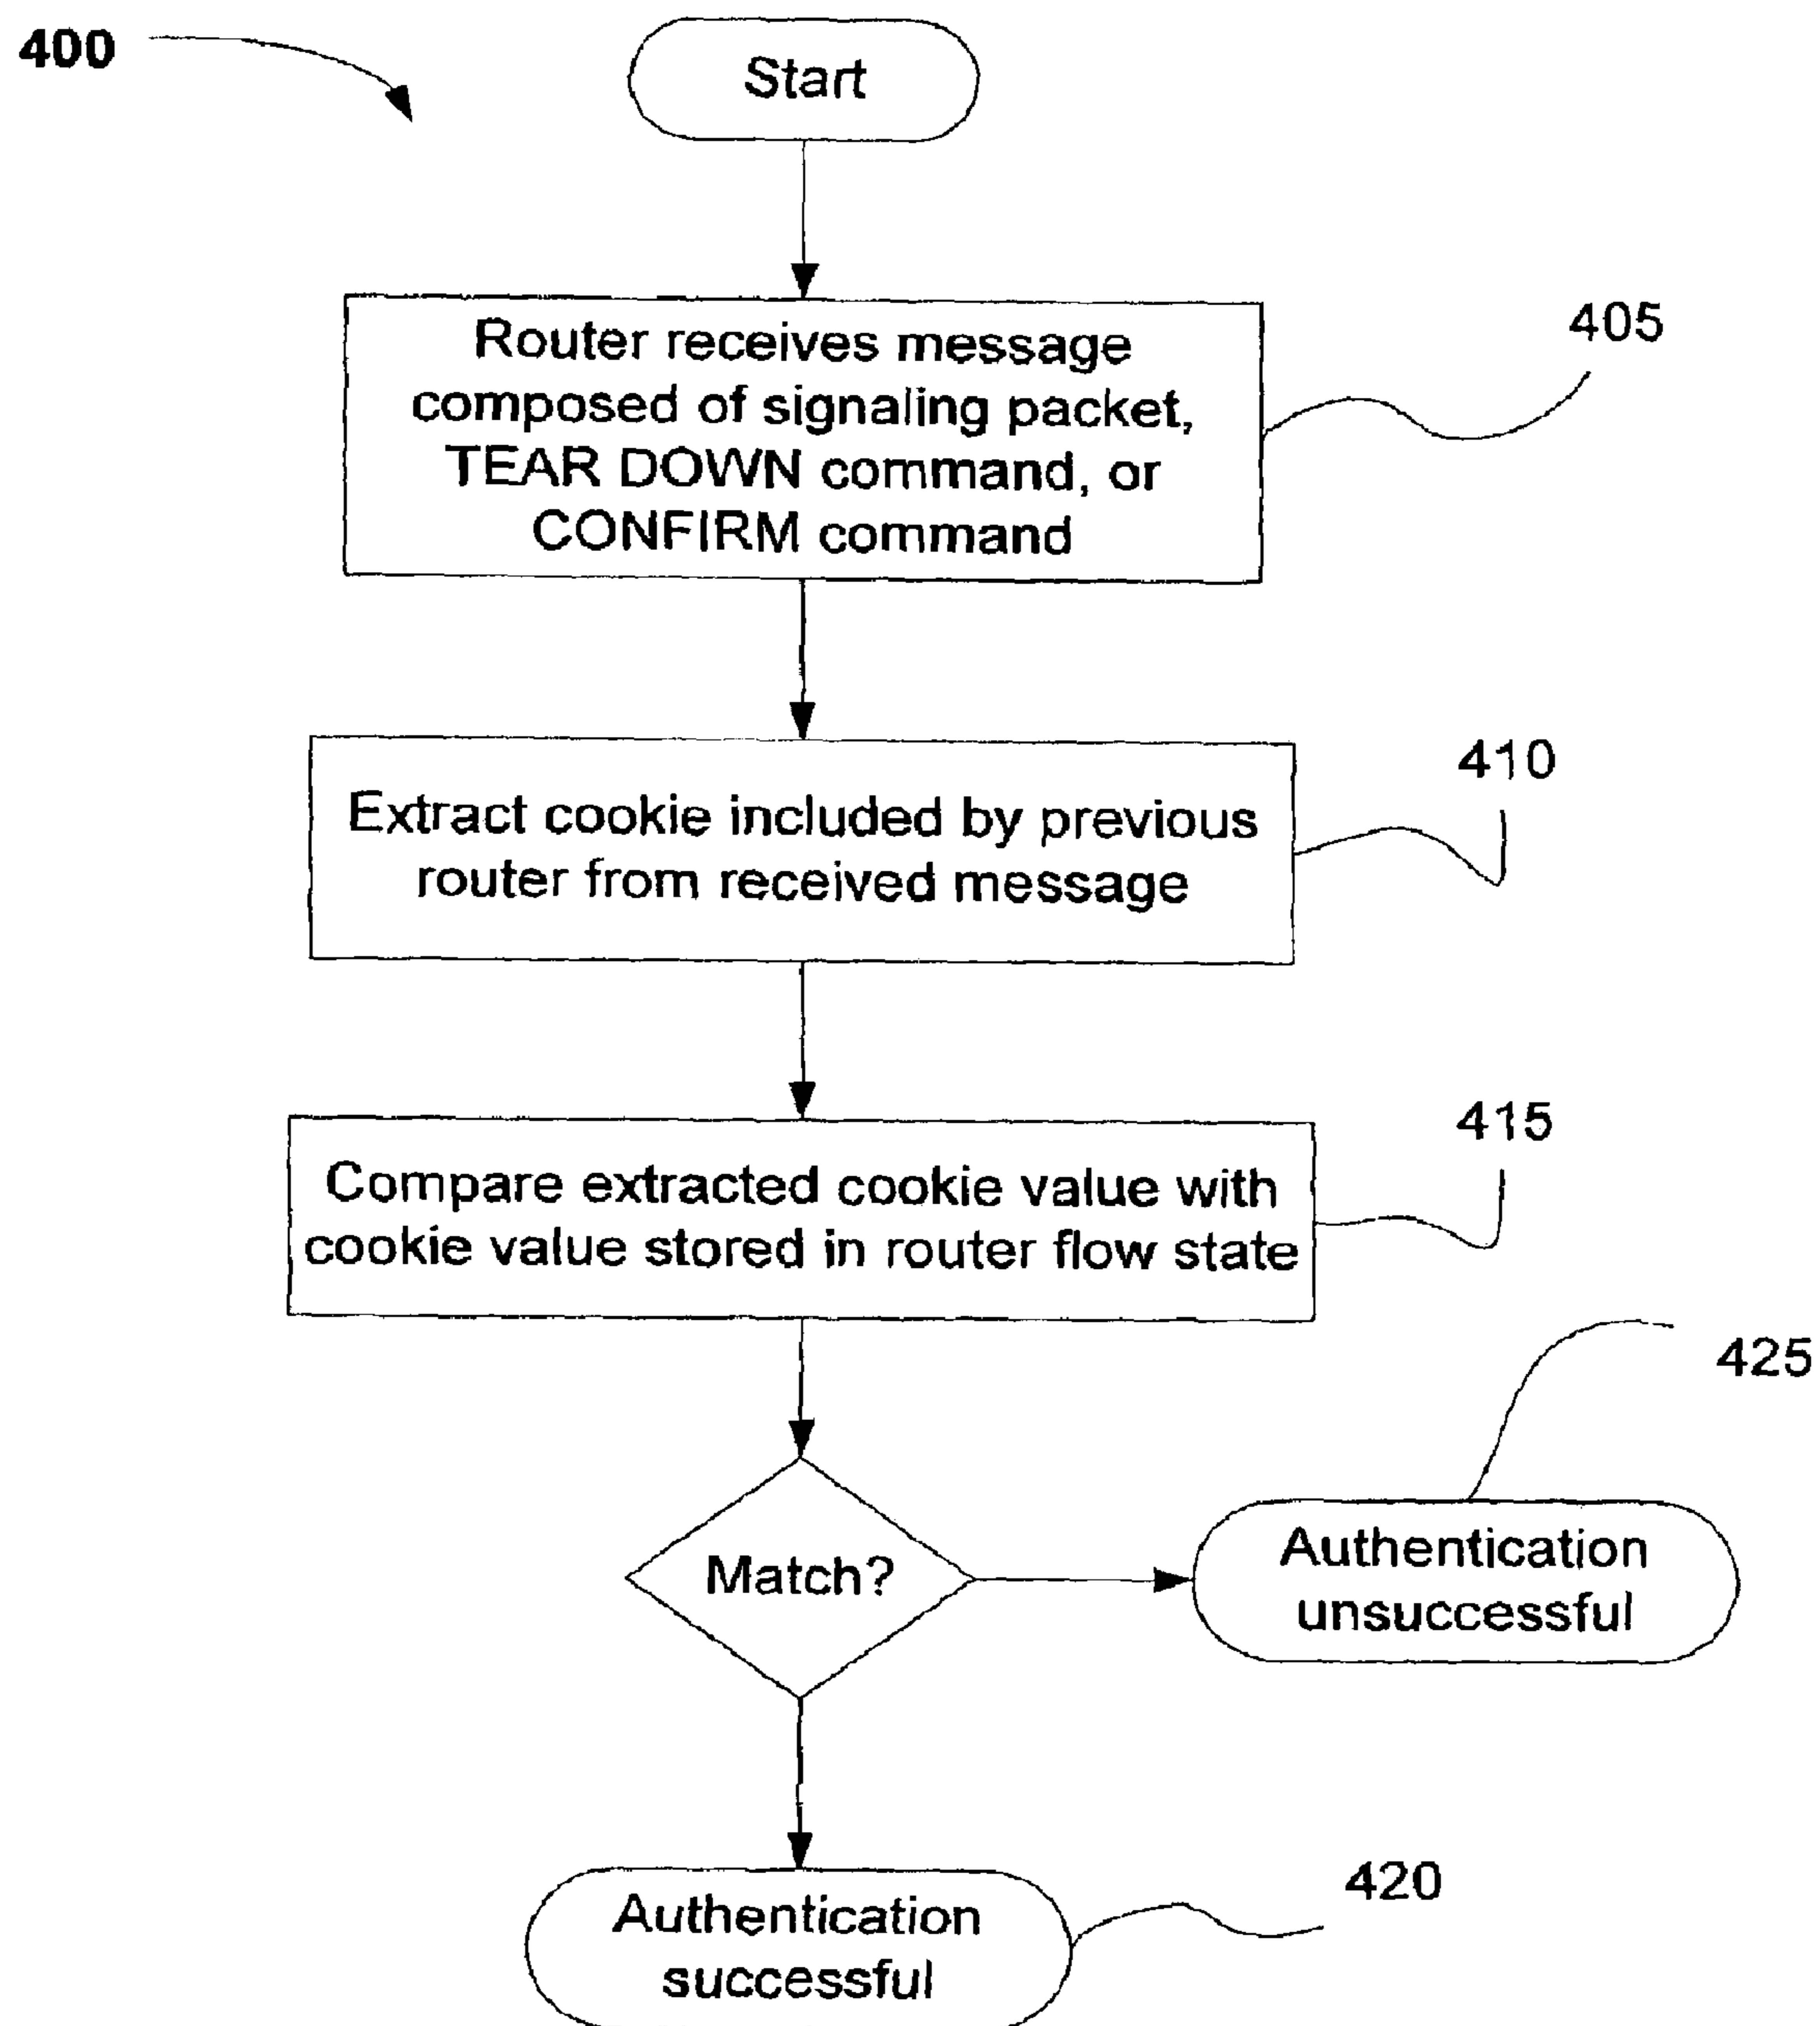 400
Start
Router receives message
composed of signaling packet,
TEAR DOWN command, or
CONFIRM command
405
Extract cookie included by previous
router from received message
410
Compare extracted cookie value with
cookie value stored in router flow state
415
Match?
Authentication
unsuccessful
425
Authentication
successful
420